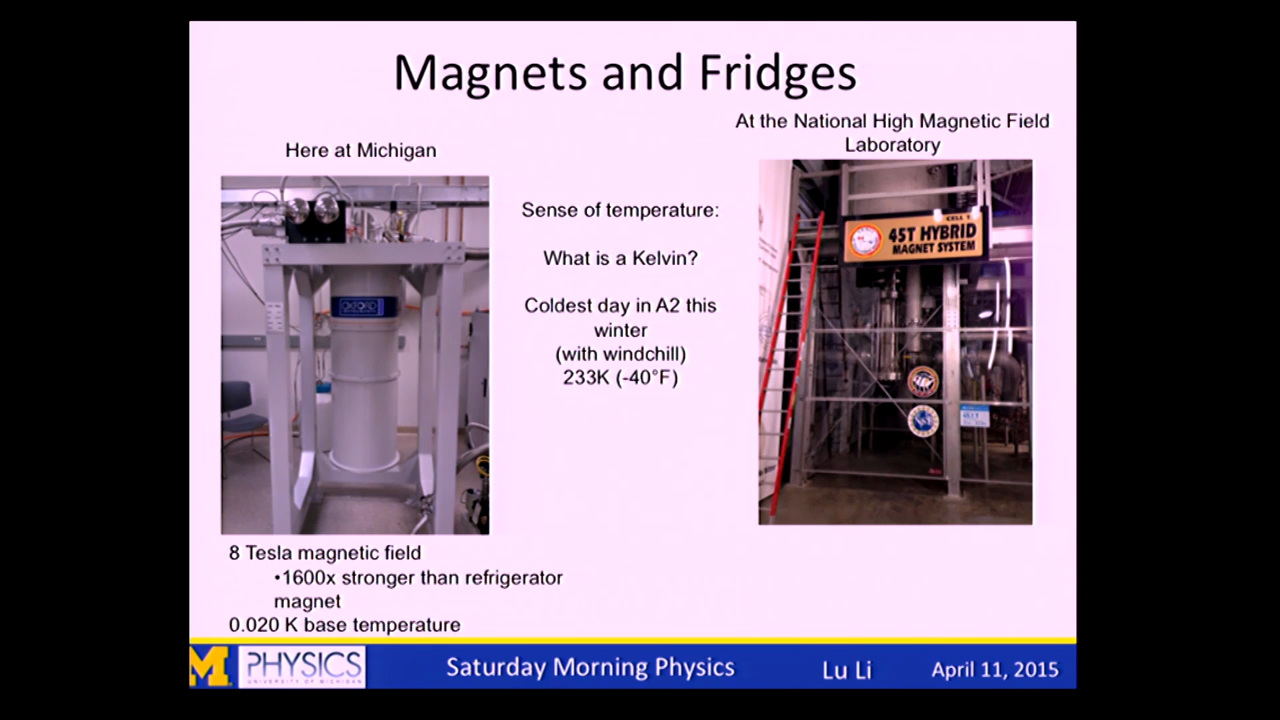 Magnets and Fridges
Here at Michigan
At the National High Magnetic Field
Laboratory
Sense of temperature:
What is a Kelvin?
Coldest day in A2 this
winter
(with windchill)
233K (-40°F)
OXFORD
CELL
45T HYBRID
MAGNET SYSTEM
8 Tesla magnetic field
•1600x stronger than refrigerator
magnet
0.020 K base temperature
M PHYSICS
UNIVERSITY OF MICHIGAN
Saturday Morning Physics
Lu Li
April 11, 2015